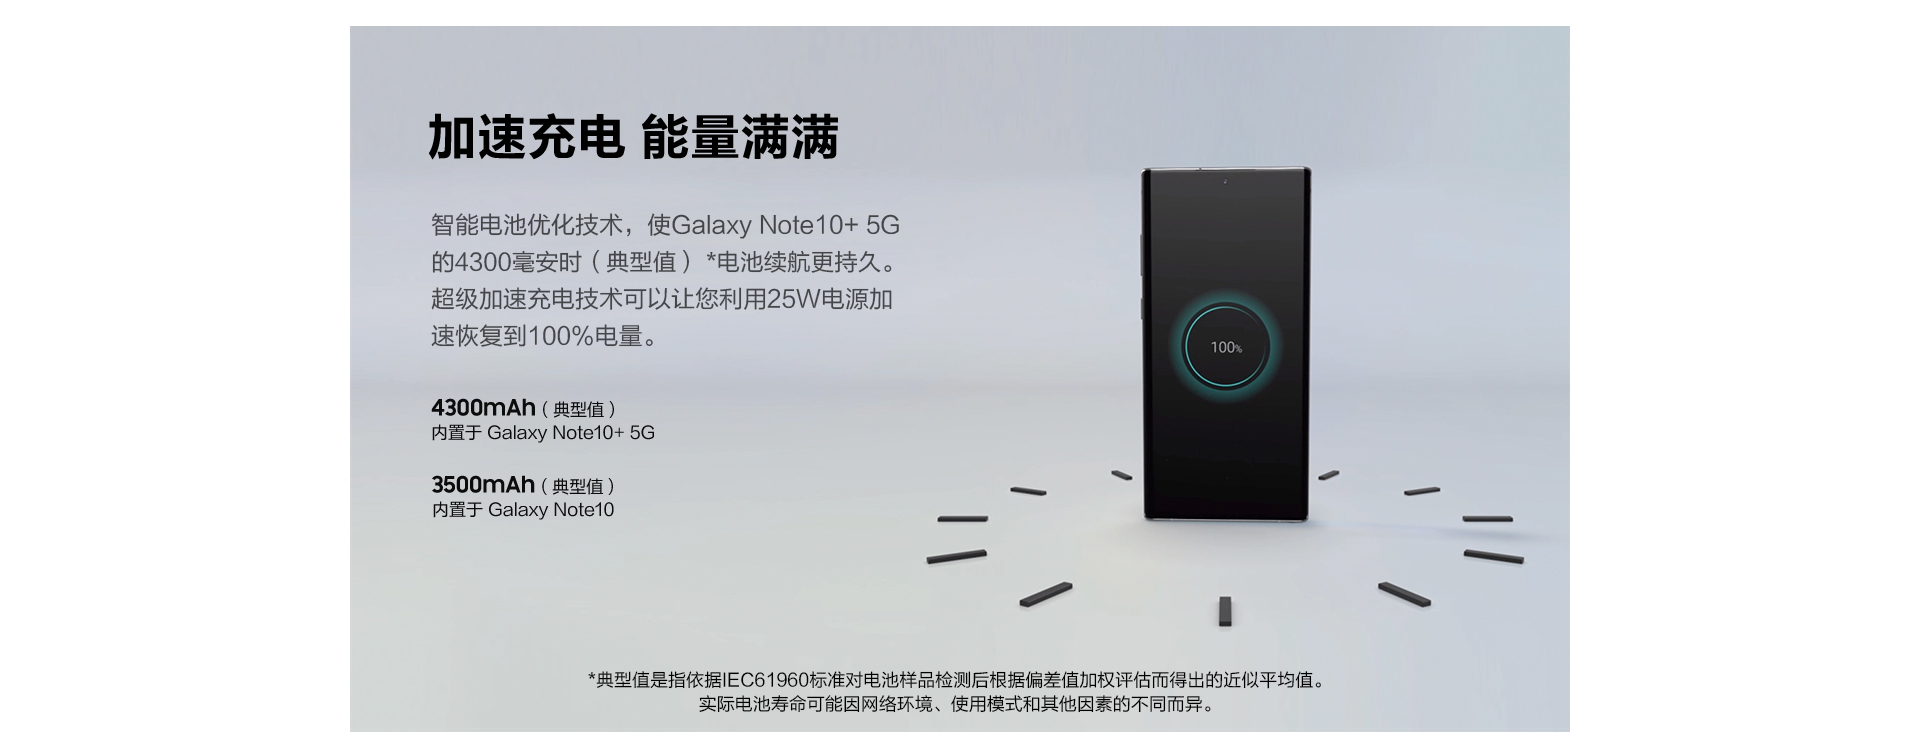 加速充电 能量满满
智能电池优化技术，使Galaxy Note10+ 5G
的4300毫安时（典型值）*电池续航更持久。
超级加速充电技术可以让您利用25W电源加
速恢复到100%电量。
4300mAh（典型值）
内置于 Galaxy Note10+ 5G
3500mAh（典型值）
内置于 Galaxy Note10
100%
*典型值是指依据IEC61960标准对电池样品检测后根据偏差值加权评估而得出的近似平均值。
实际电池寿命可能因网络环境、使用模式和其他因素的不同而异。